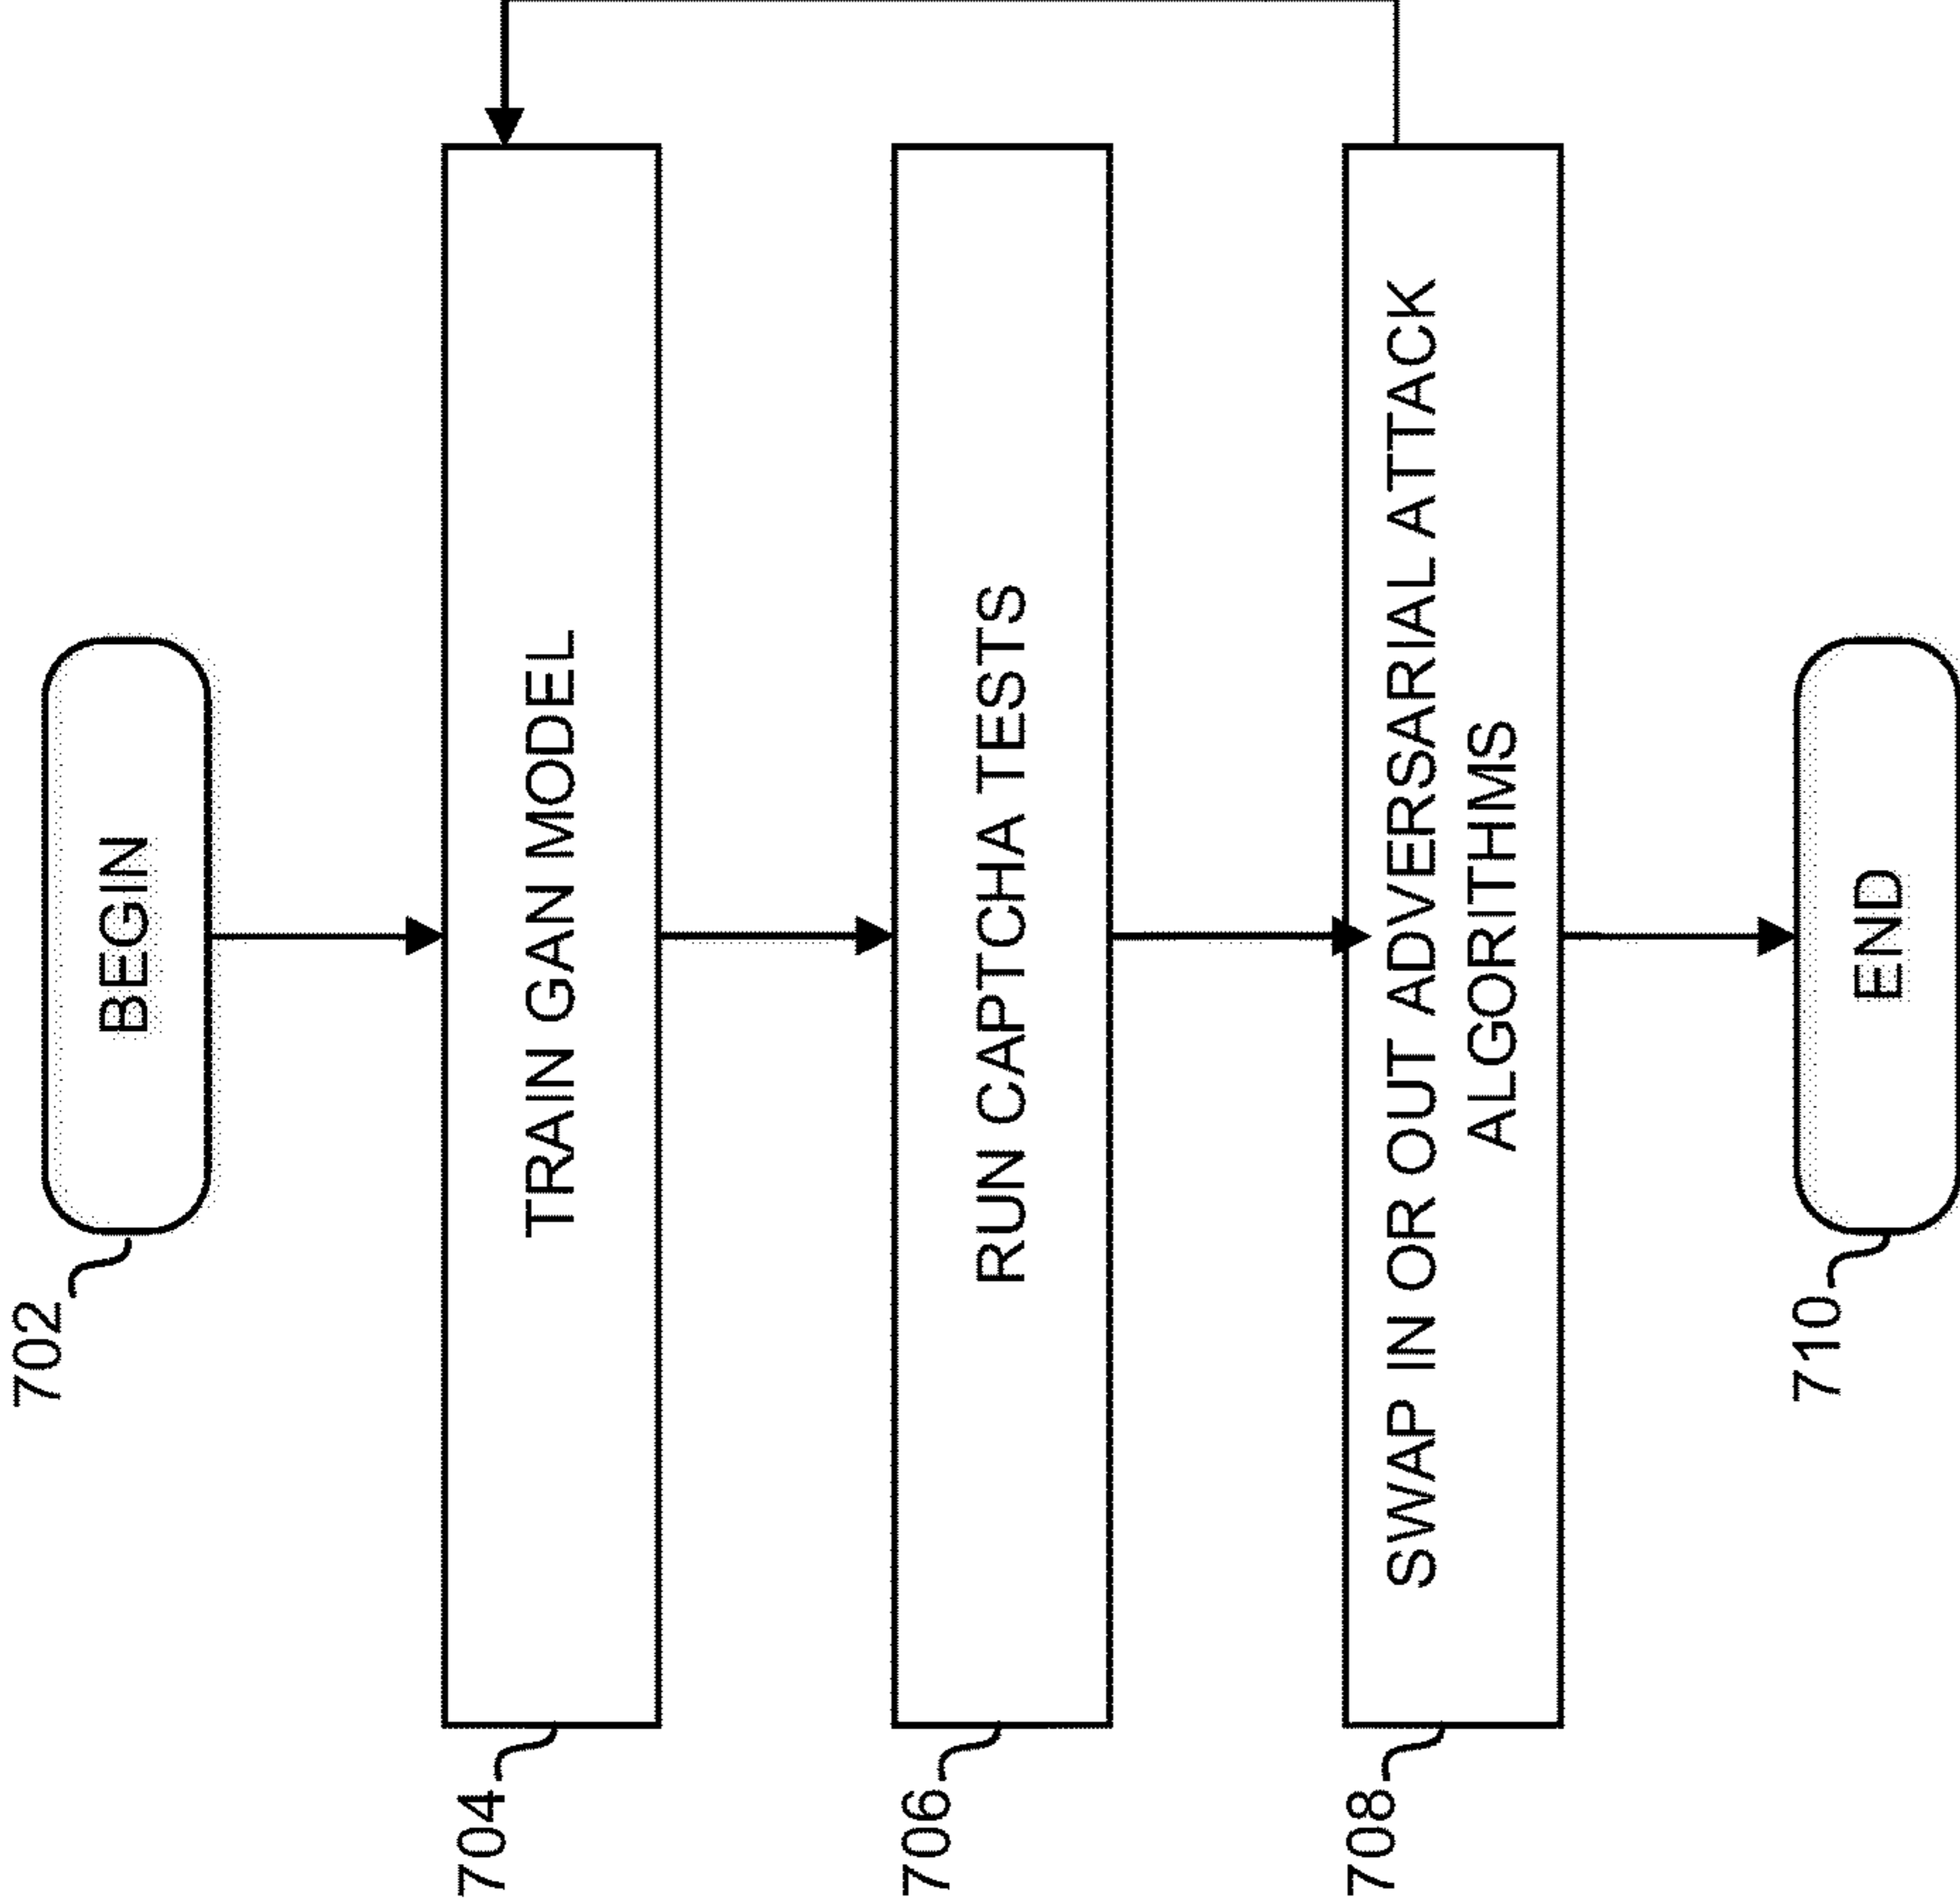 702
BEGIN
704
TRAIN GAN MODEL
706
RUN CAPTCHA TESTS
708
SWAP IN OR OUT ADVERSARIAL ATTACK
ALGORITHMS
710
END